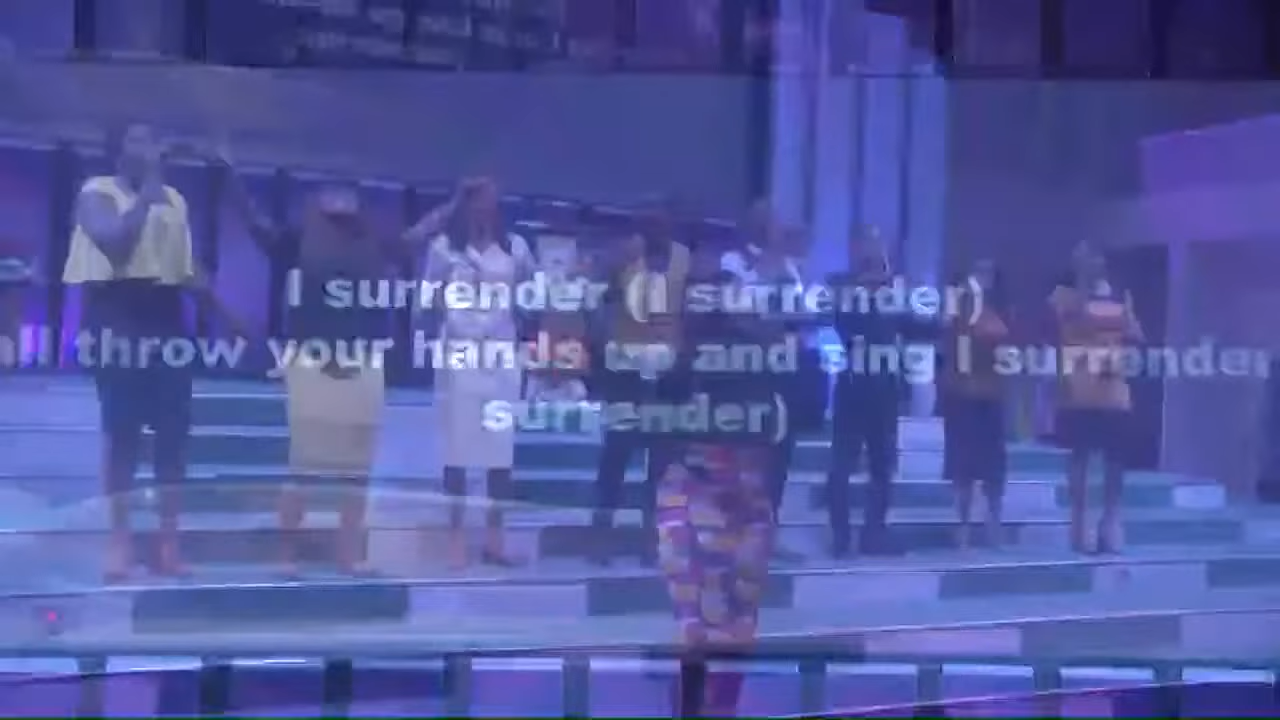 I surrender (I surrender)
all throw your hands up and sing I surrender
surrender)